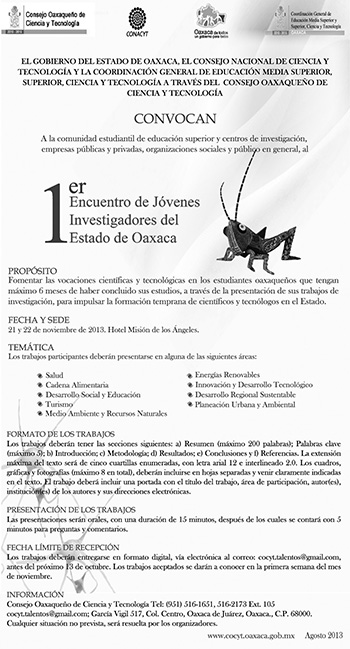 Consejo Oaxaqueño de
Ciencia y Tecnología
CONACYT
Oaxaca
Coordinación General de
Educación Media Superior y
Superior, Ciencia y Tecnología
EL GOBIERNO DEL ESTADO DE OAXACA, EL CONSEJO NACIONAL DE CIENCIA Y
TECNOLOGÍA Y LA COORDINACIÓN GENERAL DE EDUCACIÓN MEDIA SUPERIOR,
SUPERIOR, CIENCIA Y TECNOLOGÍA A TRAVÉS DEL CONSEJO OAXAQUEÑO DE
CIENCIA Y TECNOLOGÍA
CONVOCAN
A la comunidad estudiantil de educación superior y centros de investigación,
empresas públicas y privadas, organizaciones sociales y público en general, al
1er
Encuentro de Jóvenes
Investigadores del
Estado de Oaxaca
PROPÓSITO
Fomentar las vocaciones científicas y tecnológicas en los estudiantes oaxaqueños que tengan
máximo 6 meses de haber concluido sus estudios, a través de la presentación de sus trabajos de
investigación, para impulsar la formación temprana de científicos y tecnólogos en el Estado.
FECHA Y SEDE
21 y 22 de noviembre de 2013. Hotel Misión de los Ángeles.
TEMÁTICA
Los trabajos participantes deberán presentarse en alguna de las siguientes áreas:
Salud
Cadena Alimentaria
Desarrollo Social y Educación
Turismo
Medio Ambiente y Recursos Naturales
Energías Renovables
Innovación y Desarrollo Tecnológico
Desarrollo Regional Sustentable
Planeación Urbana y Ambiental
FORMATO DE LOS TRABAJOS
Los trabajos deberán tener las secciones siguientes: a) Resumen (máximo 200 palabras); Palabras clave
(máximo 5); b) Introducción; c) Metodología; d) Resultados; e) Conclusiones y f) Referencias. La extensión
máxima del texto será de cinco cuartillas enumeradas, con letra arial 12 e interlineado 2.0. Los cuadros,
gráficas y fotografías (máximo 8 en total), deberán incluirse en hojas separadas y venir claramente indicadas
en el texto. El trabajo deberá incluir una portada con el título del trabajo, área de participación, autor(es),
institución(es) de los autores y sus direcciones electrónicas.
PRESENTACIÓN DE LOS TRABAJOS
Las presentaciones serán orales, con una duración de 15 minutos, después de los cuales se contará con 5
minutos para preguntas y comentarios.
FECHA LÍMITE DE RECEPCIÓN
Los trabajos deberán entregarse en formato digital, vía electrónica al correo: cocyt.talentos@gmail.com,
antes del próximo 13 de octubre. Los trabajos aceptados se darán a conocer en la primera semana del mes
de noviembre.
INFORMACIÓN
Consejo Oaxaqueño de Ciencia y Tecnología Tel: (951) 516-1651, 516-2173 Ext. 105
cocyt.talentos@gmail.com; García Vigil 517, Col. Centro, Oaxaca de Juárez, Oaxaca., C.P. 68000.
Cualquier situación no prevista, será resuelta por los organizadores.
www.cocyt.oaxaca.gob.mx Agosto 2013